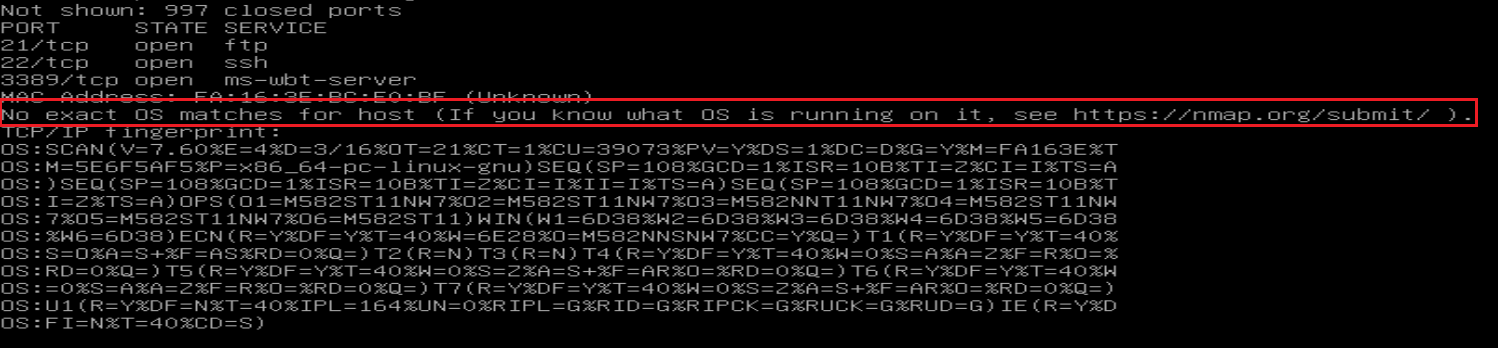 Not shown: 997 closed ports
PORT STATE SERVICE
21/tcp open ftp
22/tcp open ssh
3389/tcp open ms-wbt-server
MAC Address: FA:16:3E:BC:E0:BF (Unknown)
No exact OS matches for host (If you know what OS is running on it, see https://nmap.org/submit/ ).
TCP/IP fingerprint:
OS:SCAN(V=7.60%E=4%D=3/16%OT=21%CT=1%CU=39073%PV=Y%DS=1%DC=D%G=Y%M=FA163E%T
OS:M=5E6F5AF5%P=x86_64-pc-linux-gnu)SEQ(SP=108%GCD=1%ISR=10B%TI=Z%CI=I%TS=A
OS:)SEQ(SP=108%GCD=1%ISR=10B%TI=Z%CI=I%II=I%TS=A)SEQ(SP=108%GCD=1%ISR=10B%T
OS:I=Z%TS=A)OPS(O1=M582ST11NW7%O2=M582ST11NW7%O3=M582NNT11NW7%O4=M582ST11NW
OS:7%O5=M582ST11NW7%O6=M582ST11)WIN(W1=6D38%W2=6D38%W3=6D38%W4=6D38%W5=6D38
OS:%W6=6D38)ECN(R=Y%DF=Y%T=40%W=6E28%O=M582NNSNW7%CC=Y%Q=)T1(R=Y%DF=Y%T=40%
OS:S=O%A=S+%F=AS%RD=0%Q=)T2(R=N)T3(R=N)T4(R=Y%DF=Y%T=40%W=0%S=A%A=Z%F=R%O=%
OS:RD=0%Q=)T5(R=Y%DF=Y%T=40%W=0%S=Z%A=S+%F=AR%O=%RD=0%Q=)T6(R=Y%DF=Y%T=40%W
OS:=0%S=A%A=Z%F=R%O=%RD=0%Q=)T7(R=Y%DF=Y%T=40%W=0%S=Z%A=S+%F=AR%O=%RD=0%Q=)
OS:U1(R=Y%DF=N%T=40%IPL=164%UN=0%RIPL=G%RID=G%RIPCK=G%RUCK=G%RUD=G)IE(R=Y%D
OS:FI=N%T=40%CD=S)